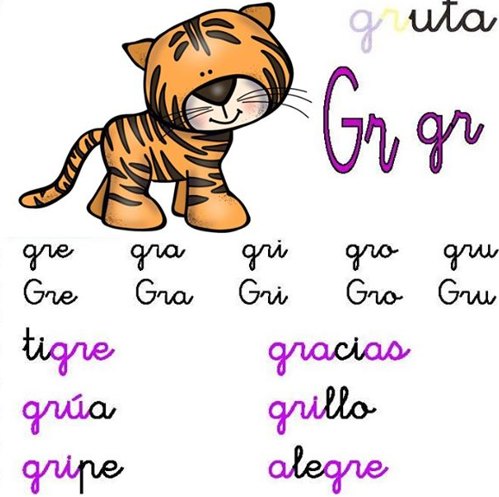 gruta
Gr gr
gre gra gri gro gru
Gre Gra Gri Gro Gru
tigre gracias
grúa grillo
gripe alegre